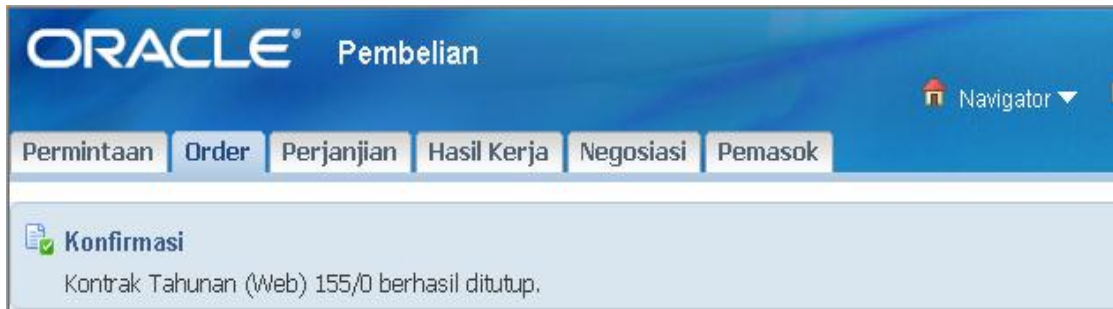 ORACLE® Pembelian
Navigator
Permintaan Order Perjanjian Hasil Kerja Negosiasi Pemasok
Konfirmasi
Kontrak Tahunan (Web) 155/0 berhasil ditutup.